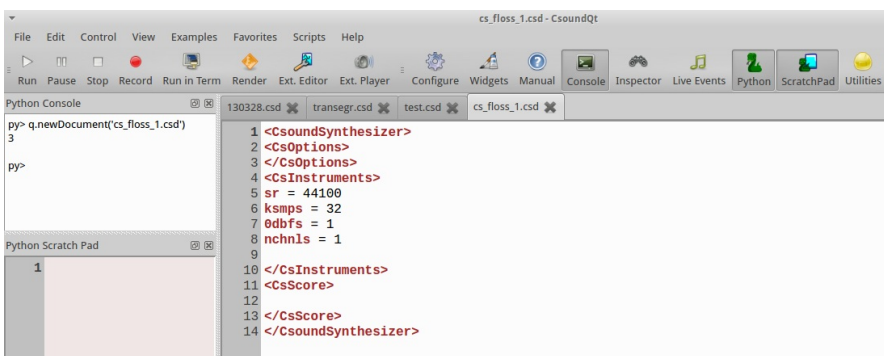 cs_floss_1.csd - CsoundQt
File Edit Control View Examples Favorites Scripts Help
Run Pause Stop Record Run in Term Render Ext. Editor Ext. Player Configure Widgets Manual Console Inspector Live Events Python ScratchPad Utilities
Python Console
py> q.newDocument('cs_floss_1.csd')
3
py>
Python Scratch Pad
1
130328.csd transegr.csd test.csd cs_floss_1.csd
1 <CsoundSynthesizer>
2 <CsOptions>
3 </CsOptions>
4 <CsInstruments>
5 sr = 44100
6 ksmps = 32
7 0dbfs = 1
8 nchnls = 1
9
10 </CsInstruments>
11 <CsScore>
12
13 </CsScore>
14 </CsoundSynthesizer>